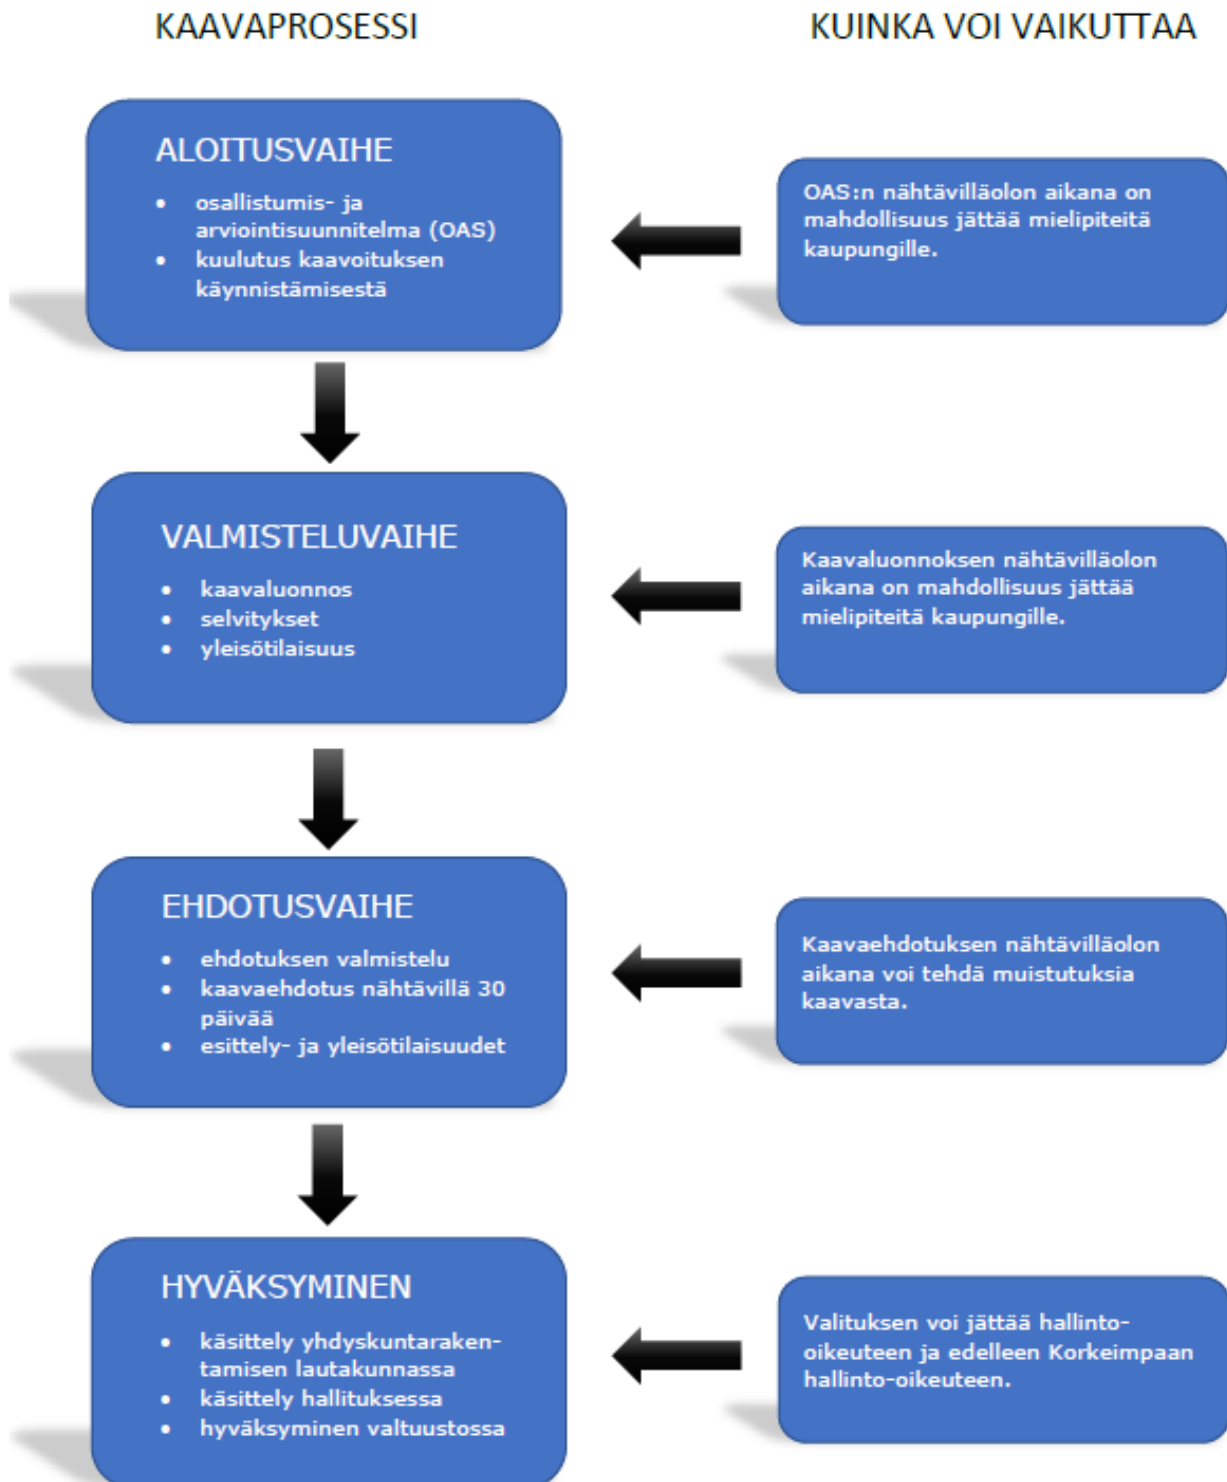 KAAVAPROSESSI
KUINKA VOI VAIKUTTAA
ALOITUSVAIHE
• osallistumis- ja
arviointisuunnitelma (OAS)
• kuulutus kaavoituksen
käynnistämisestä
OAS:n nähtävilläolon aikana on
mahdollisuus jättää mielipiteitä
kaupungille.
VALMISTELUVAIHE
• kaavaluonnos
• selvitykset
• yleisötilaisuus
Kaavaluonnoksen nähtävilläolon
aikana on mahdollisuus jättää
mielipiteitä kaupungille.
EHDOTUSVAIHE
• ehdotuksen valmistelu
• kaavaehdotus nähtävillä 30
päivää
• esittely- ja yleisötilaisuudet
Kaavaehdotuksen nähtävilläolon
aikana voi tehdä muistutuksia
kaavasta.
HYVÄKSYMINEN
• käsittely yhdyskuntaraken-
tamisen lautakunnassa
• käsittely hallituksessa
• hyväksyminen valtuustossa
Valituksen voi jättää hallinto-
oikeuteen ja edelleen Korkeimpaan
hallinto-oikeuteen.